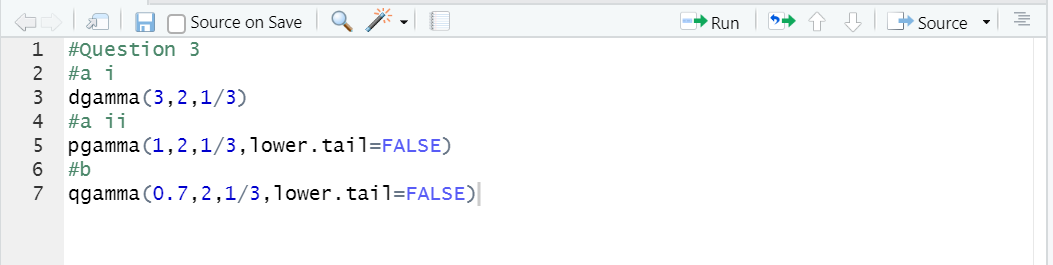 Source on Save Run Source
1 #Question 3
2 #a i
3 dgamma(3,2,1/3)
4 #a ii
5 pgamma(1,2,1/3,lower.tail=FALSE)
6 #b
7 qgamma(0.7,2,1/3,lower.tail=FALSE)